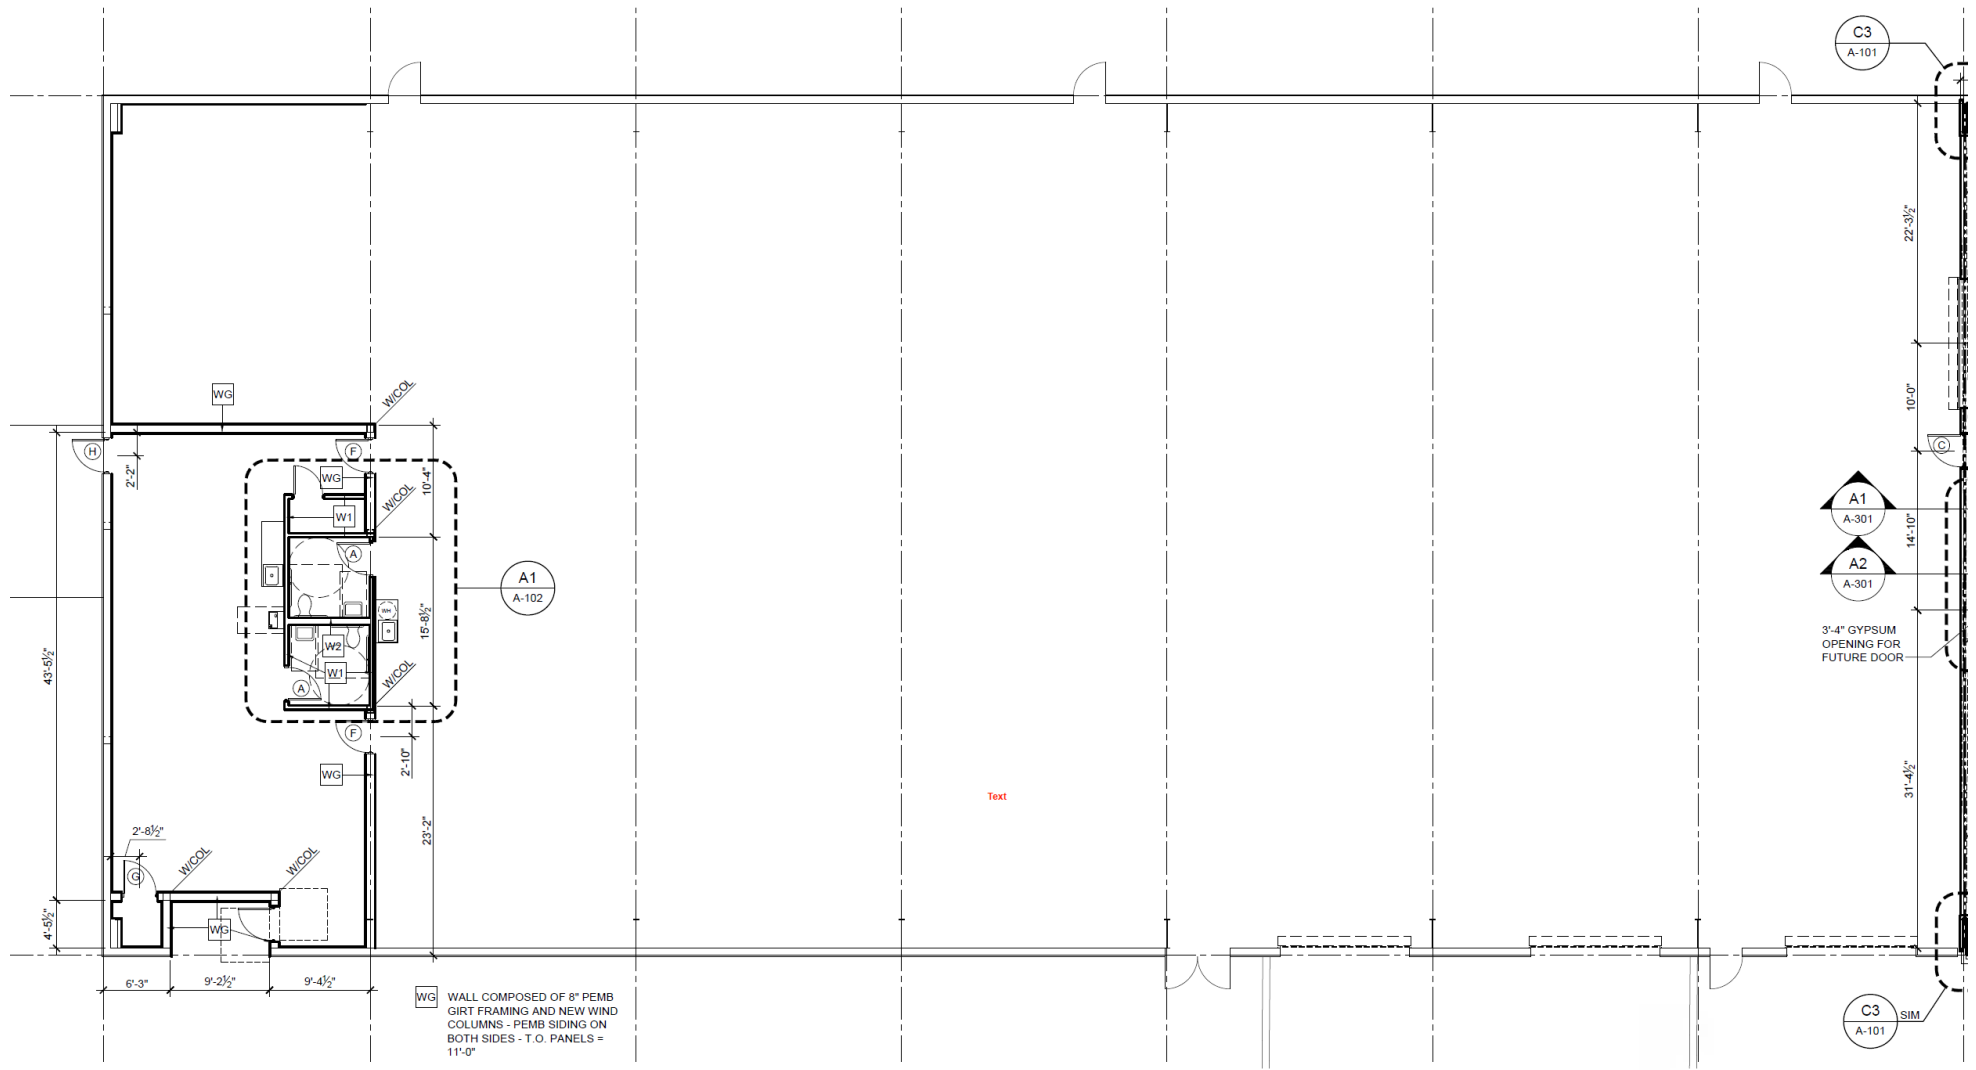 C3
A-101
22'-3½"
WG
W/COL
10'-0"
H
F
C
2'-2"
WG
10'-4"
W/COL
A1
A-301
W1
14'-10"
A
A2
A-301
A1
A-102
WH
15'-8½"
W2
3'-4" GYPSUM
OPENING FOR
FUTURE DOOR
43'-5½"
W1
W/COL
A
F
2'-10"
WG
31'-4½"
Text
23'-2"
2'-8½"
W/COL
W/COL
G
4'-5½"
WG
6'-3"
9'-2½"
9'-4½"
WG
WALL COMPOSED OF 8" PEMB
GIRT FRAMING AND NEW WIND
COLUMNS - PEMB SIDING ON
BOTH SIDES - T.O. PANELS =
11'-0"
C3
SIM
A-101